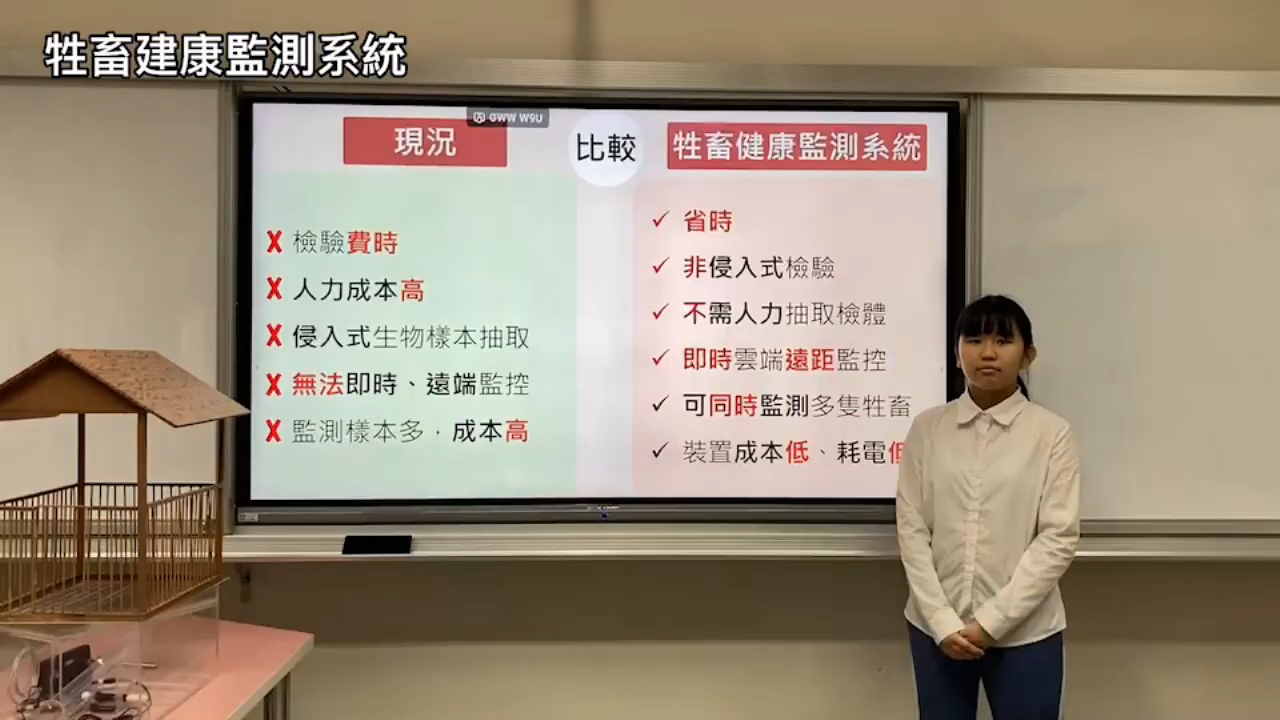 牲畜建康監測系統
GWW W9U
現況
比較
牲畜健康監測系統
檢驗費時
人力成本高
侵入式生物樣本抽取
無法即時、遠端監控
監測樣本多，成本高
省時
非侵入式檢驗
不需人力抽取檢體
即時雲端遠距監控
可同時監測多隻牲畜
裝置成本低、耗電低